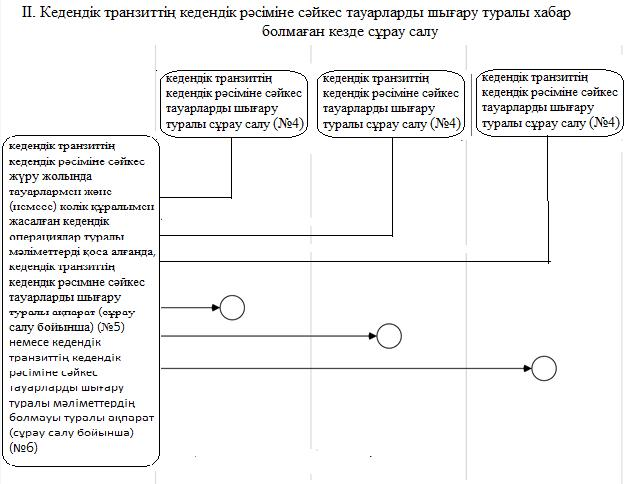 II. Кедендік транзиттің кедендік рәсіміне сәйкес тауарларды шығару туралы хабар
болмаған кезде сұрау салу
кедендік транзиттің
кедендік рәсіміне сәйкес
тауарларды шығару
туралы сұрау салу (№4)
кедендік транзиттің
кедендік рәсіміне сәйкес
тауарларды шығару
туралы сұрау салу (№4)
кедендік транзиттің
кедендік рәсіміне сәйкес
тауарларды шығару
туралы сұрау салу (№4)
кедендік транзиттің
кедендік рәсіміне сәйкес
жүру жолында
тауарлармен және
(немесе) көлік құралымен
жасалған кедендік
операциялар туралы
мәліметтерді қоса алғанда,
кедендік транзиттің
кедендік рәсіміне сәйкес
тауарларды шығару
туралы ақпарат (сұрау
салу бойынша) (№5)
немесе кедендік
транзиттің кедендік
рәсіміне сәйкес
тауарларды шығару
туралы мәліметтердің
болмауы туралы ақпарат
(сұрау салу бойынша)
(№6)